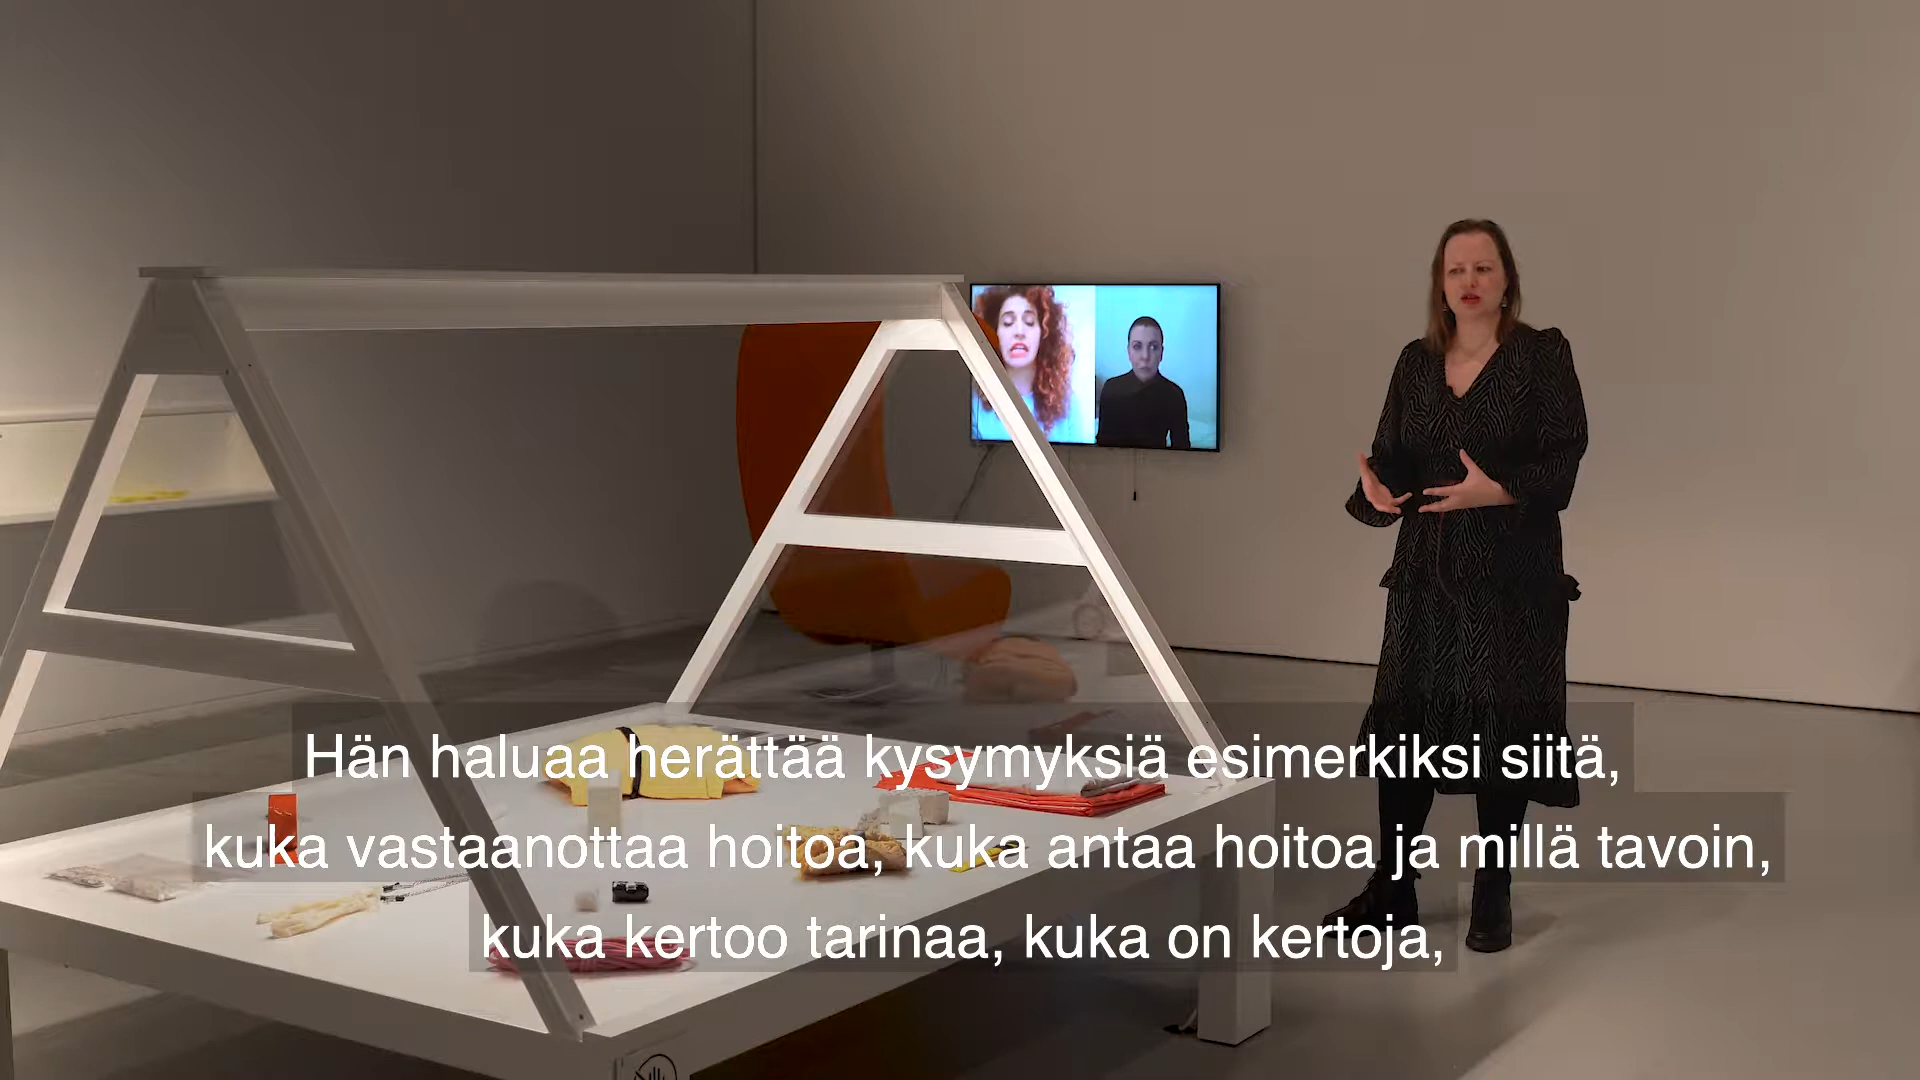 Hän haluaa herättää kysymyksiä esimerkiksi siitä,
kuka vastaanottaa hoitoa, kuka antaa hoitoa ja millä tavoin,
kuka kertoo tarinaa, kuka on kertoja,